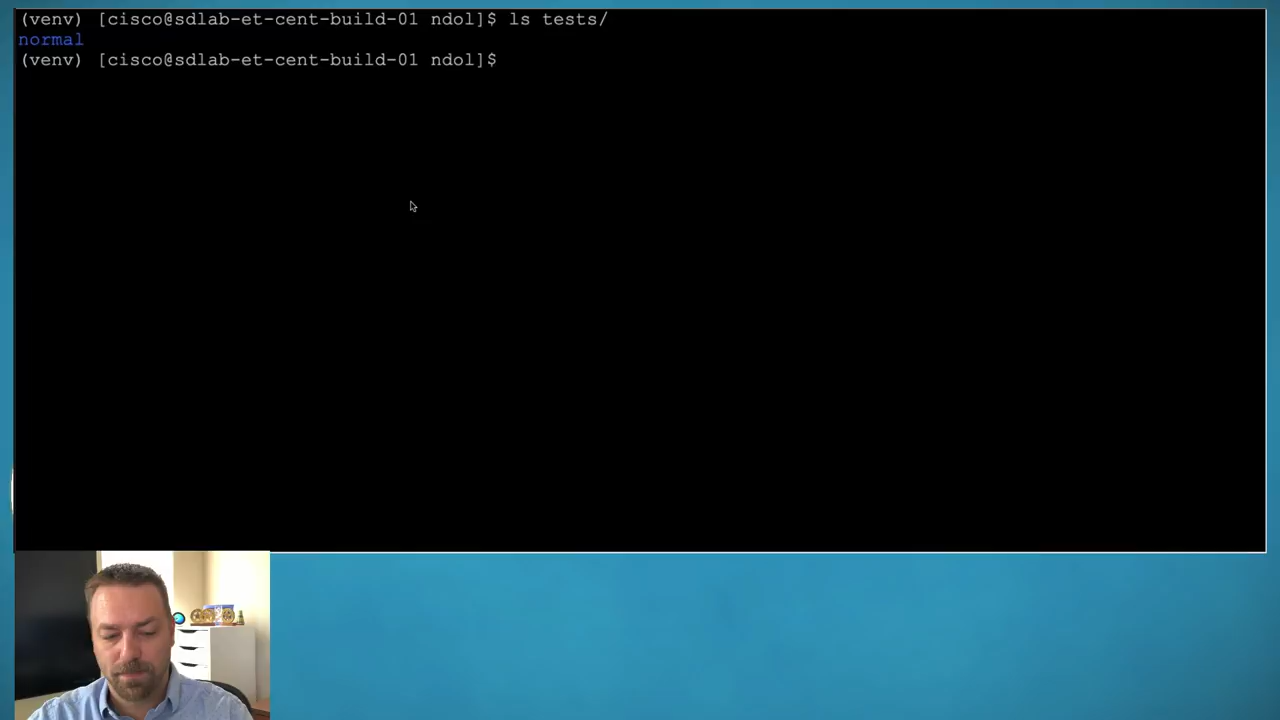 (venv) [cisco@sdlab-et-cent-build-01 ndol]$ ls tests/
normal
(venv) [cisco@sdlab-et-cent-build-01 ndol]$